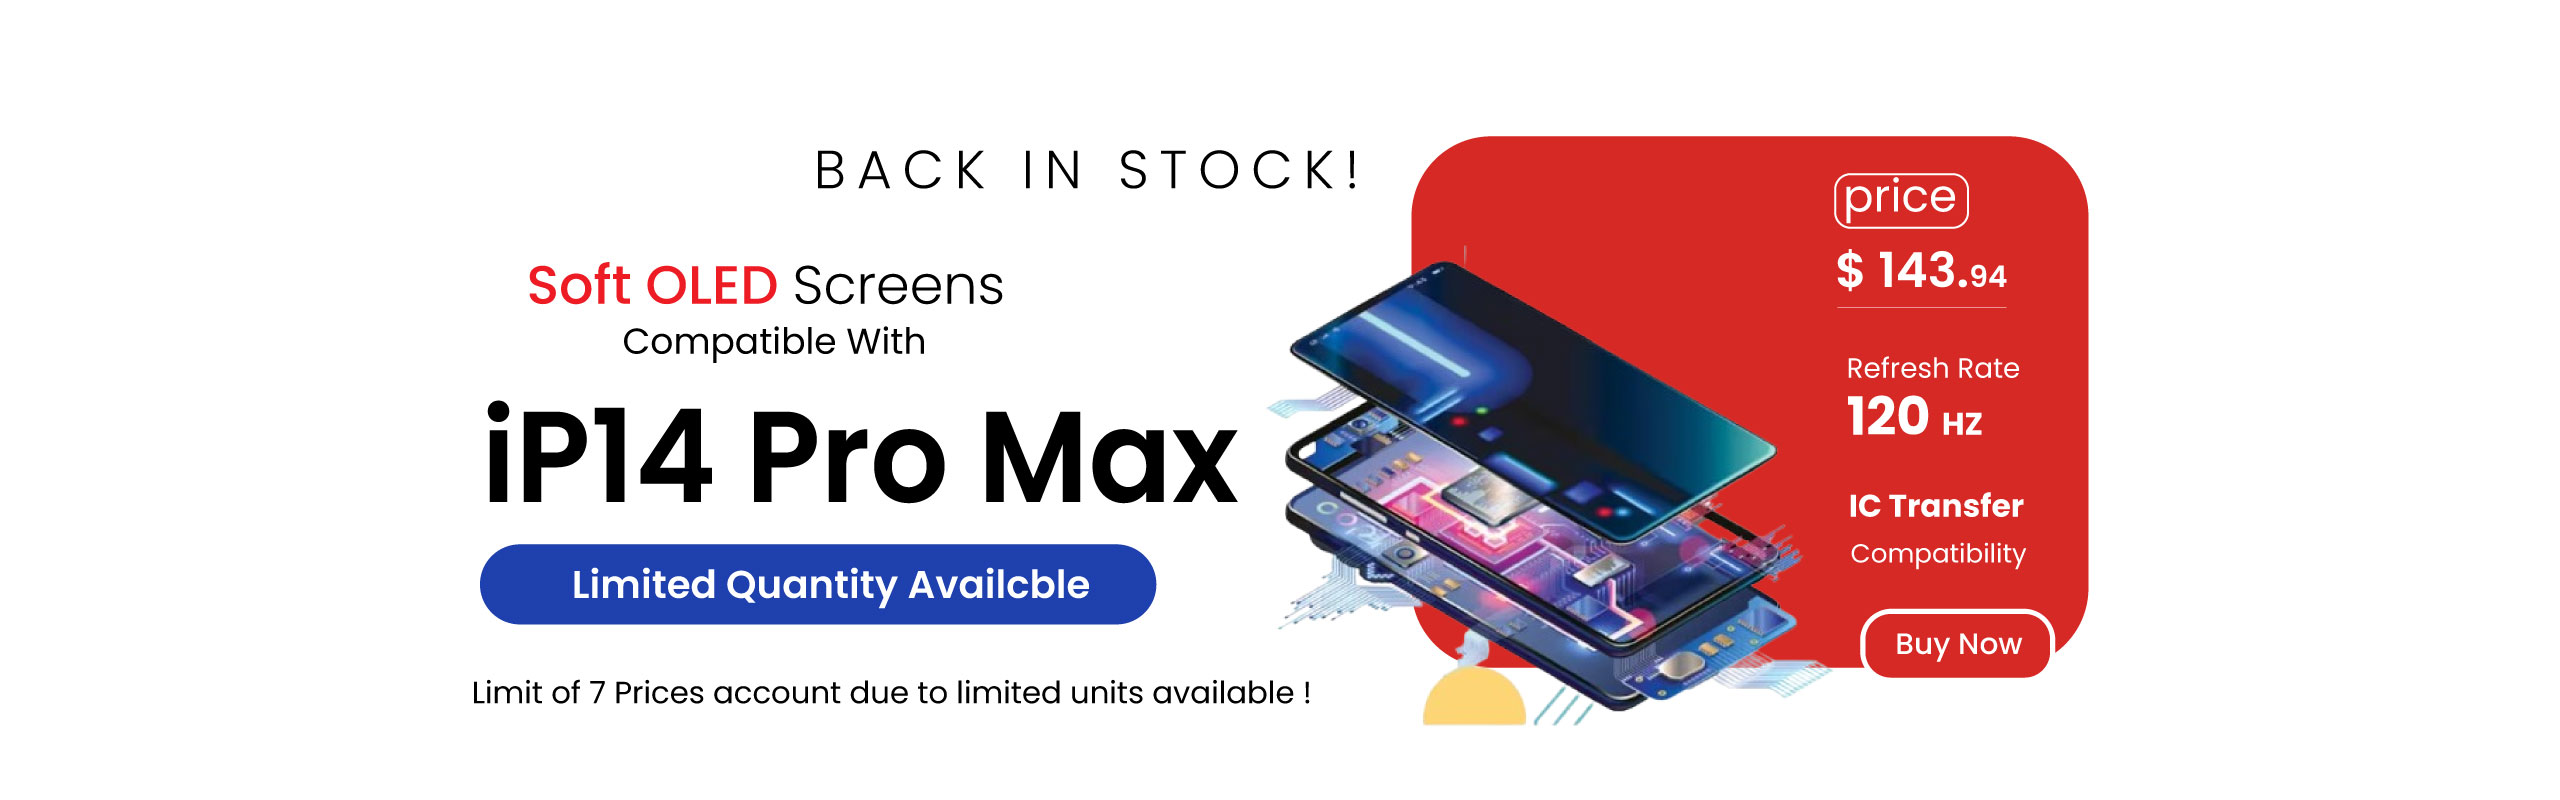 BACK IN STOCK!
Soft OLED Screens
Compatible With
iP14 Pro Max
Limited Quantity Availcble
Limit of 7 Prices account due to limited units available !
price
$ 143.94
Refresh Rate
120 HZ
IC Transfer
Compatibility
Buy Now